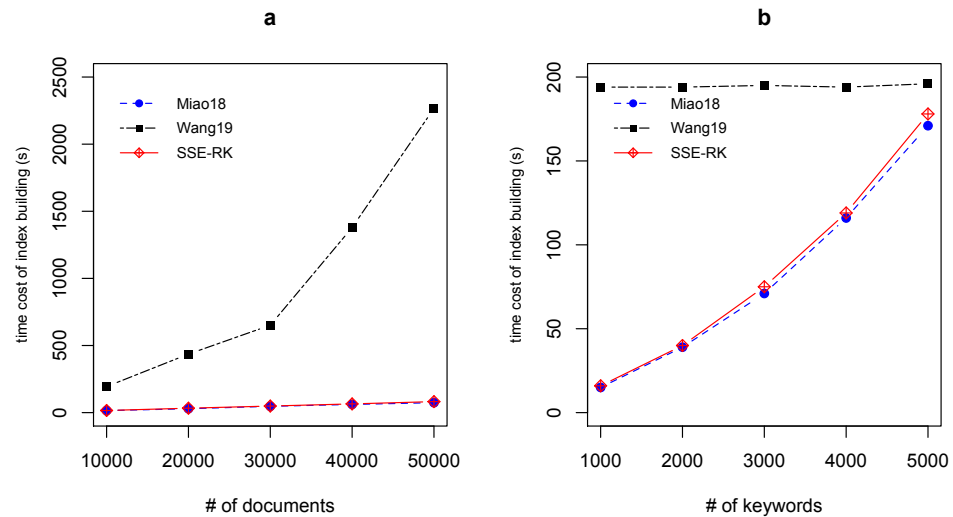 a
time cost of index building (s)
2500
2000
1500
1000
500
0
Miao18
Wang19
SSE-RK
10000 20000 30000 40000 50000
# of documents
b
time cost of index building (s)
200
150
100
50
0
Miao18
Wang19
SSE-RK
1000 2000 3000 4000 5000
# of keywords